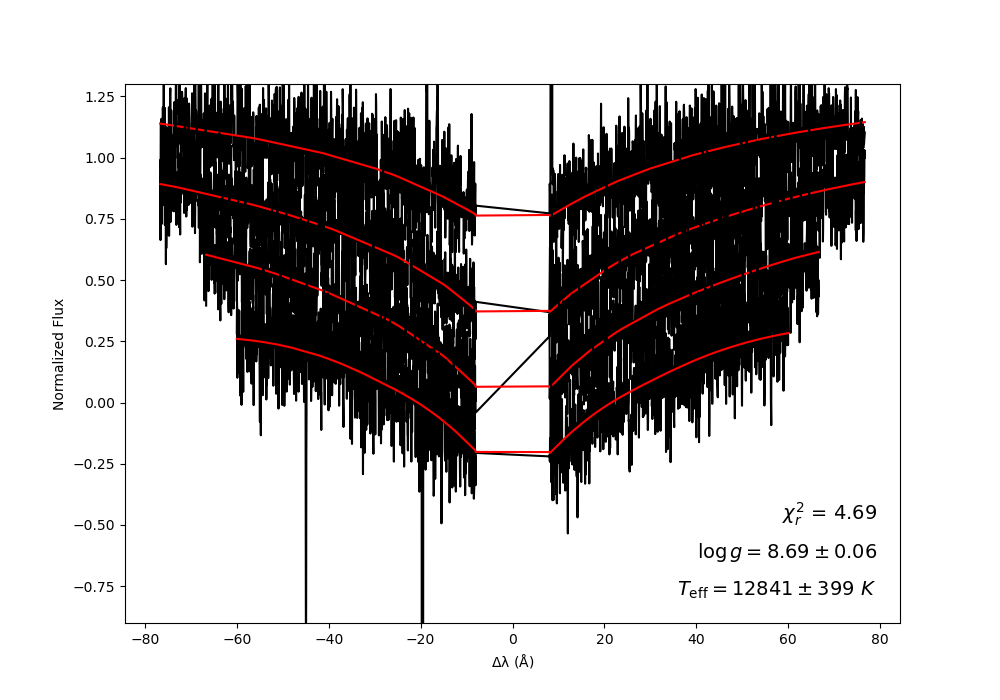 1.25
1.00
0.75
0.50
0.25
0.00
−0.25
−0.50
−0.75
Normalized Flux
χ²ᵣ = 4.69
log g = 8.69 ± 0.06
T_eff = 12841 ± 399 K
−80 −60 −40 −20 0 20 40 60 80
Δλ (Å)